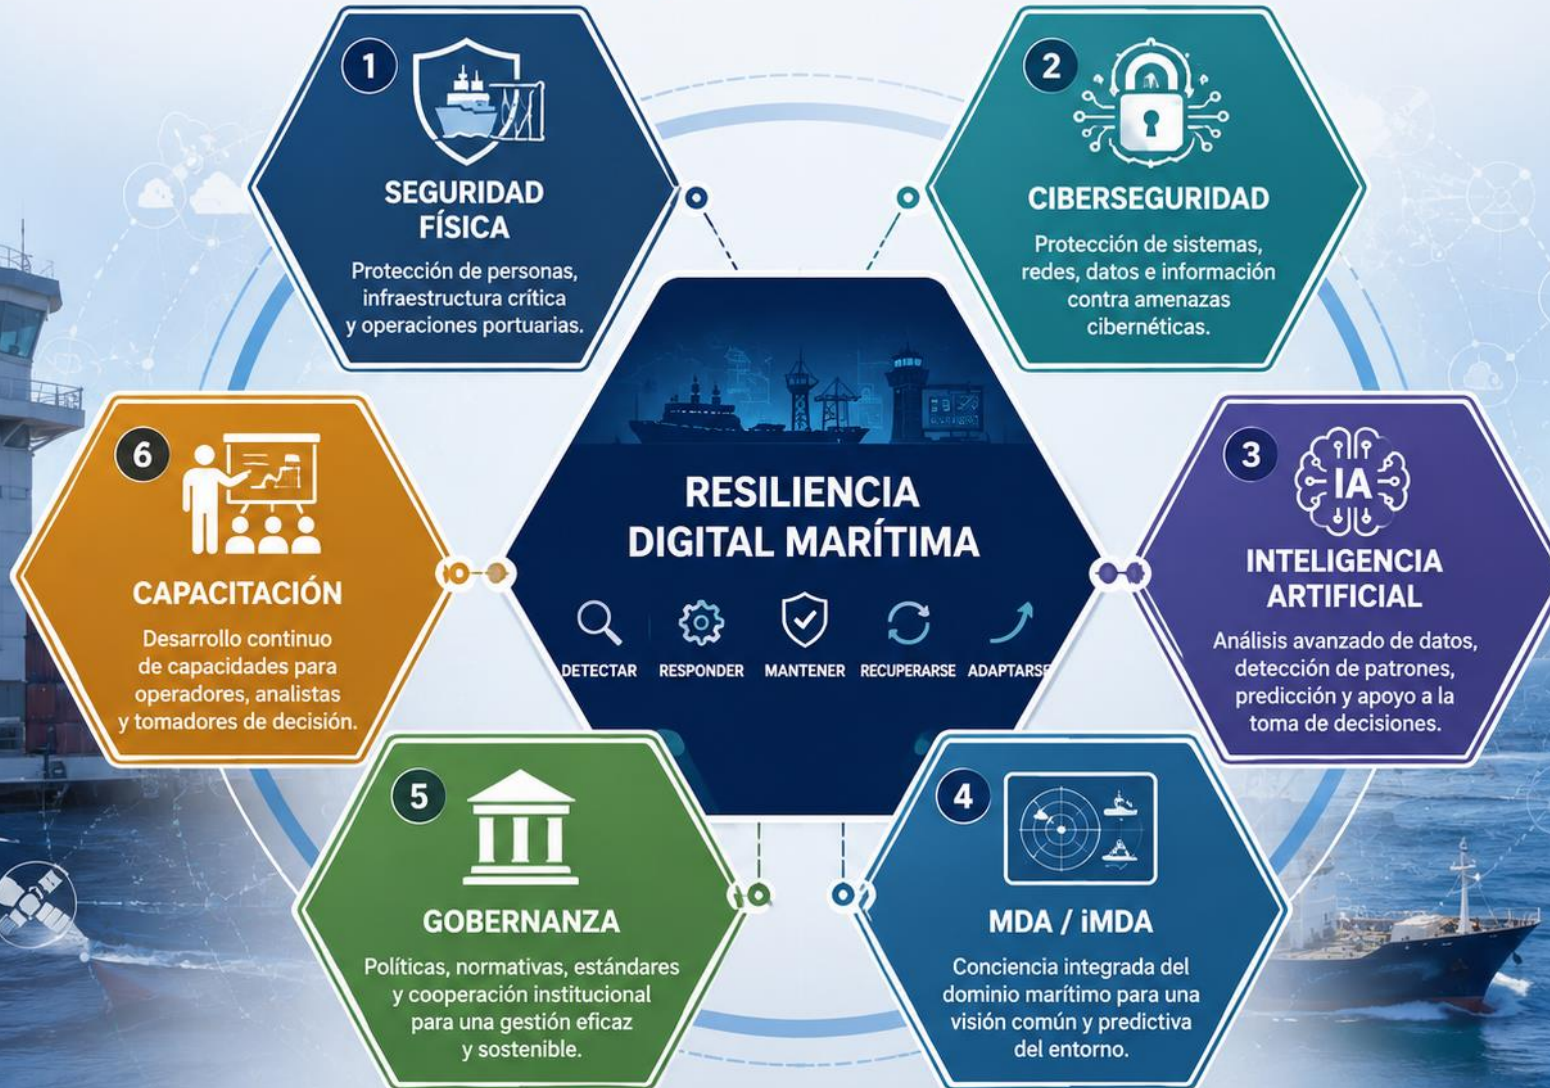 1
SEGURIDAD
FÍSICA
Protección de personas,
infraestructura crítica
y operaciones portuarias.
2
CIBERSEGURIDAD
Protección de sistemas,
redes, datos e información
contra amenazas
cibernéticas.
RESILIENCIA
DIGITAL MARÍTIMA
DETECTAR
RESPONDER
MANTENER
RECUPERARSE
ADAPTARSE
3
IA
INTELIGENCIA
ARTIFICIAL
Análisis avanzado de datos,
detección de patrones,
predicción y apoyo a la
toma de decisiones.
4
MDA / iMDA
Conciencia integrada del
dominio marítimo para una
visión común y predictiva
del entorno.
5
GOBERNANZA
Políticas, normativas, estándares
y cooperación institucional
para una gestión eficaz
y sostenible.
6
CAPACITACIÓN
Desarrollo continuo
de capacidades para
operadores, analistas
y tomadores de decisión.